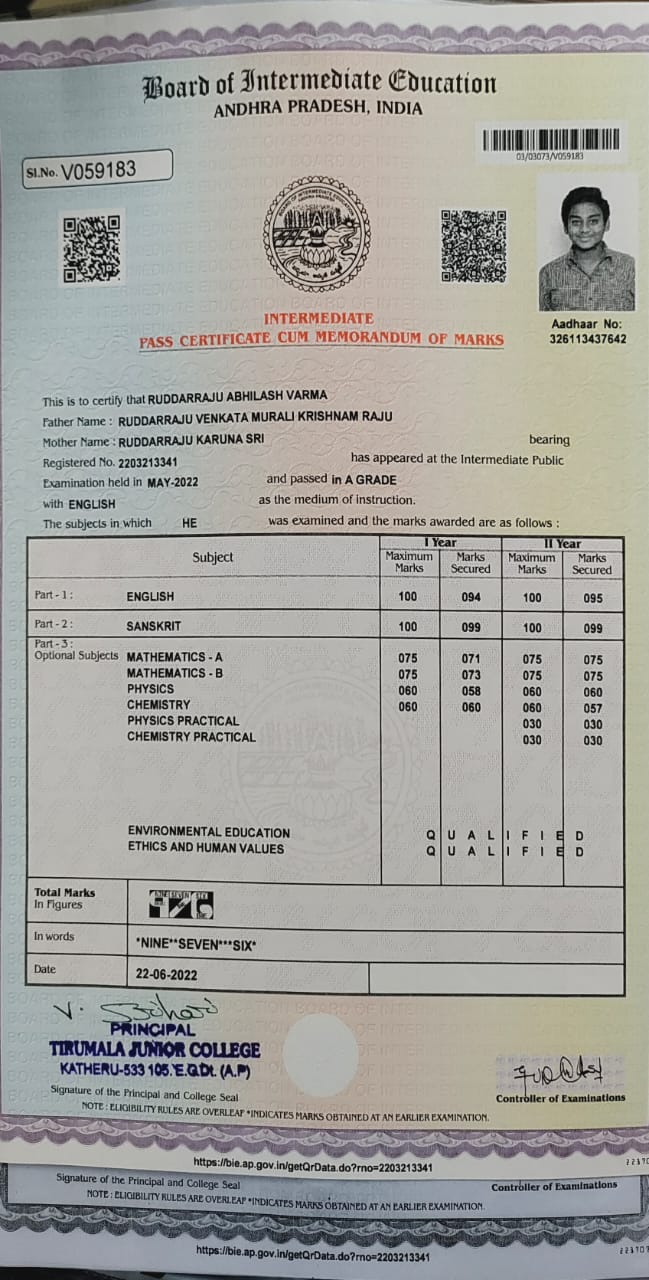 Board of Intermediate Education
ANDHRA PRADESH, INDIA
03/03073/V059183
Sl.No. V059183
Aadhaar No:
326113437642
INTERMEDIATE
PASS CERTIFICATE CUM MEMORANDUM OF MARKS
This is to certify that RUDDARRAJU ABHILASH VARMA
Father Name : RUDDARRAJU VENKATA MURALI KRISHNAM RAJU
Mother Name : RUDDARRAJU KARUNA SRI bearing
Registered No. 2203213341 has appeared at the Intermediate Public
Examination held in MAY-2022 and passed in A GRADE
with ENGLISH as the medium of instruction.
The subjects in which HE was examined and the marks awarded are as follows :
Subject I Year II Year
Maximum Marks Marks Secured Maximum Marks Marks Secured
Part - 1 : ENGLISH 100 094 100 095
Part - 2 : SANSKRIT 100 099 100 099
Part - 3 :
Optional Subjects MATHEMATICS - A 075 071 075 075
MATHEMATICS - B 075 073 075 075
PHYSICS 060 058 060 060
CHEMISTRY 060 060 060 057
PHYSICS PRACTICAL 030 030
CHEMISTRY PRACTICAL 030 030
ENVIRONMENTAL EDUCATION Q U A L I F I E D
ETHICS AND HUMAN VALUES Q U A L I F I E D
Total Marks
In Figures 976
In words *NINE**SEVEN***SIX*
Date 22-06-2022
PRINCIPAL
TIRUMALA JUNIOR COLLEGE
KATHERU-533 105. E.G.Dt. (A.P)
Signature of the Principal and College Seal Controller of Examinations
NOTE : ELIGIBILITY RULES ARE OVERLEAF *INDICATES MARKS OBTAINED AT AN EARLIER EXAMINATION.
https://bie.ap.gov.in/getQrData.do?rno=2203213341
Signature of the Principal and College Seal Controller of Examinations
NOTE : ELIGIBILITY RULES ARE OVERLEAF *INDICATES MARKS OBTAINED AT AN EARLIER EXAMINATION.
https://bie.ap.gov.in/getQrData.do?rno=2203213341